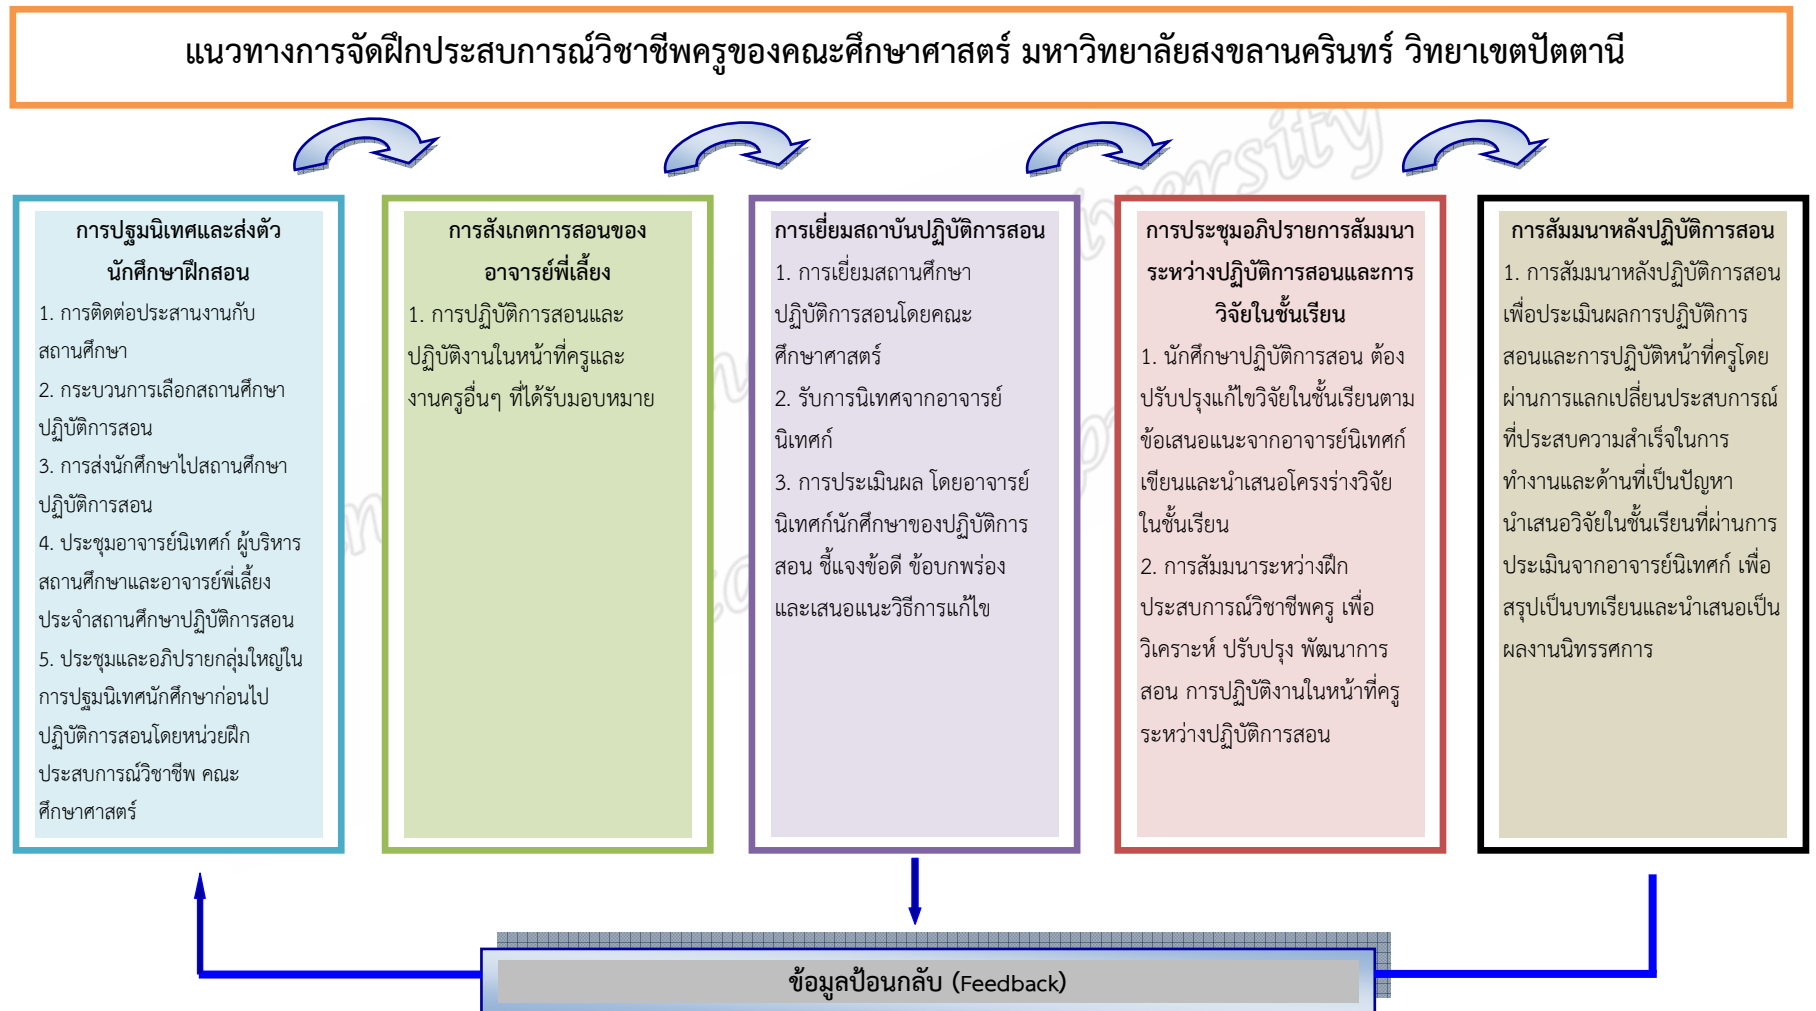 แนวทางการจัดฝึกประสบการณ์วิชาชีพครูของคณะศึกษาศาสตร์ มหาวิทยาลัยสงขลานครินทร์ วิทยาเขตปัตตานี
การปฐมนิเทศและส่งตัว
นักศึกษาฝึกสอน
1. การติดต่อประสานงานกับ
สถานศึกษา
2. กระบวนการเลือกสถานศึกษา
ปฏิบัติการสอน
3. การส่งนักศึกษาไปสถานศึกษา
ปฏิบัติการสอน
4. ประชุมอาจารย์นิเทศก์ ผู้บริหาร
สถานศึกษาและอาจารย์พี่เลี้ยง
ประจำสถานศึกษาปฏิบัติการสอน
5. ประชุมและอภิปรายกลุ่มใหญ่ใน
การปฐมนิเทศนักศึกษาก่อนไป
ปฏิบัติการสอนโดยหน่วยฝึก
ประสบการณ์วิชาชีพ คณะ
ศึกษาศาสตร์
การสังเกตการสอนของ
อาจารย์พี่เลี้ยง
1. การปฏิบัติการสอนและ
ปฏิบัติงานในหน้าที่ครูและ
งานครูอื่นๆ ที่ได้รับมอบหมาย
การเยี่ยมสถาบันปฏิบัติการสอน
1. การเยี่ยมสถานศึกษา
ปฏิบัติการสอนโดยคณะ
ศึกษาศาสตร์
2. รับการนิเทศจากอาจารย์
นิเทศก์
3. การประเมินผล โดยอาจารย์
นิเทศก์นักศึกษาของปฏิบัติการ
สอน ชี้แจงข้อดี ข้อบกพร่อง
และเสนอแนะวิธีการแก้ไข
การประชุมอภิปรายการสัมมนา
ระหว่างปฏิบัติการสอนและการ
วิจัยในชั้นเรียน
1. นักศึกษาปฏิบัติการสอน ต้อง
ปรับปรุงแก้ไขวิจัยในชั้นเรียนตาม
ข้อเสนอแนะจากอาจารย์นิเทศก์
เขียนและนำเสนอโครงร่างวิจัย
ในชั้นเรียน
2. การสัมมนาระหว่างฝึก
ประสบการณ์วิชาชีพครู เพื่อ
วิเคราะห์ ปรับปรุง พัฒนาการ
สอน การปฏิบัติงานในหน้าที่ครู
ระหว่างปฏิบัติการสอน
การสัมมนาหลังปฏิบัติการสอน
1. การสัมมนาหลังปฏิบัติการสอน
เพื่อประเมินผลการปฏิบัติการ
สอนและการปฏิบัติหน้าที่ครูโดย
ผ่านการแลกเปลี่ยนประสบการณ์
ที่ประสบความสำเร็จในการ
ทำงานและด้านที่เป็นปัญหา
นำเสนอวิจัยในชั้นเรียนที่ผ่านการ
ประเมินจากอาจารย์นิเทศก์ เพื่อ
สรุปเป็นบทเรียนและนำเสนอเป็น
ผลงานนิทรรศการ
ข้อมูลป้อนกลับ (Feedback)